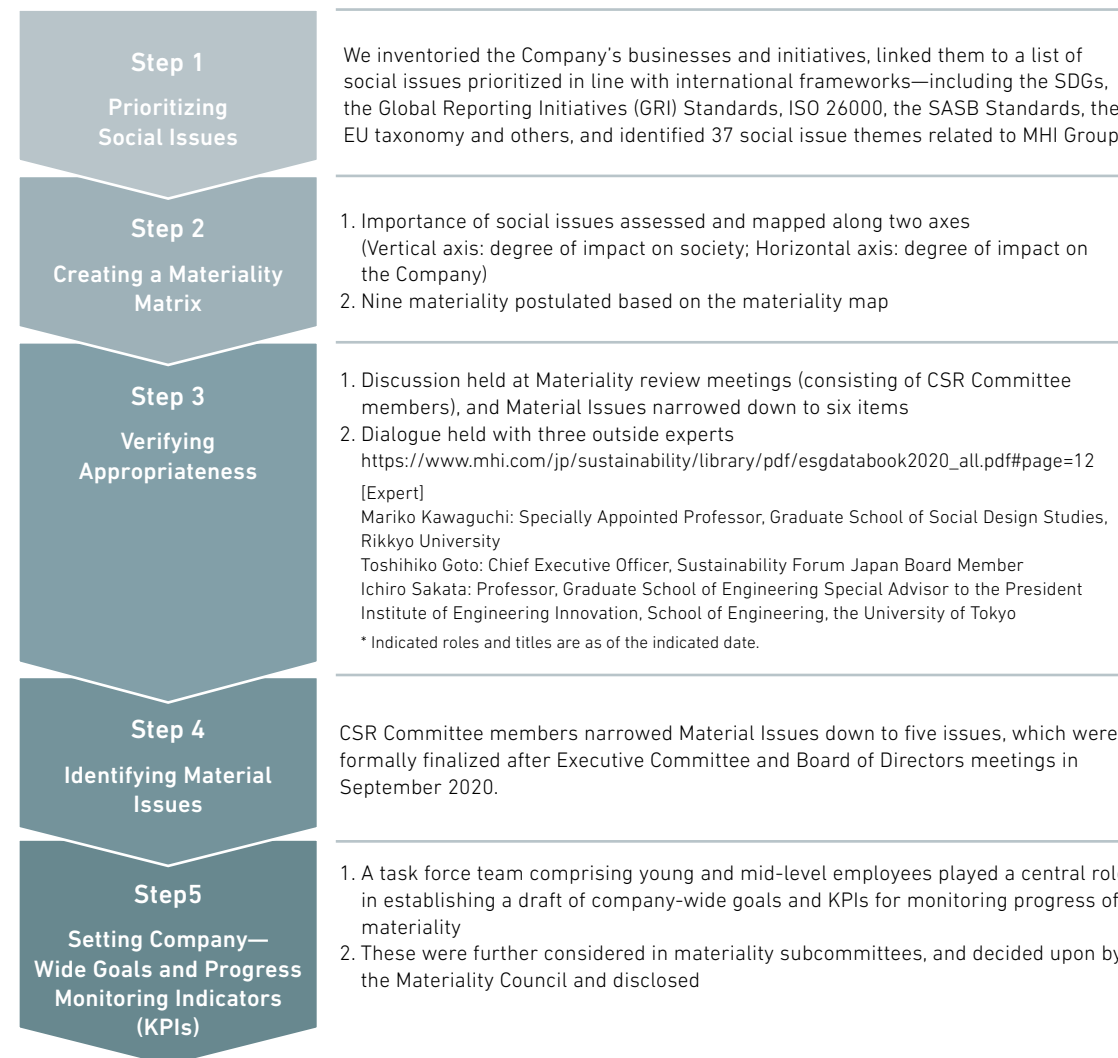 Step 1
Prioritizing
Social Issues
We inventoried the Company's businesses and initiatives, linked them to a list of
social issues prioritized in line with international frameworks—including the SDGs,
the Global Reporting Initiatives (GRI) Standards, ISO 26000, the SASB Standards, the
EU taxonomy and others, and identified 37 social issue themes related to MHI Group
Step 2
Creating a Materiality
Matrix
1. Importance of social issues assessed and mapped along two axes
(Vertical axis: degree of impact on society; Horizontal axis: degree of impact on
the Company)
2. Nine materiality postulated based on the materiality map
Step 3
Verifying
Appropriateness
1. Discussion held at Materiality review meetings (consisting of CSR Committee
members), and Material Issues narrowed down to six items
2. Dialogue held with three outside experts
https://www.mhi.com/jp/sustainability/library/pdf/esgdatabook2020_all.pdf#page=12
[Expert]
Mariko Kawaguchi: Specially Appointed Professor, Graduate School of Social Design Studies,
Rikkyo University
Toshihiko Goto: Chief Executive Officer, Sustainability Forum Japan Board Member
Ichiro Sakata: Professor, Graduate School of Engineering Special Advisor to the President
Institute of Engineering Innovation, School of Engineering, the University of Tokyo
* Indicated roles and titles are as of the indicated date.
Step 4
Identifying Material
Issues
CSR Committee members narrowed Material Issues down to five issues, which were
formally finalized after Executive Committee and Board of Directors meetings in
September 2020.
Step5
Setting Company—
Wide Goals and Progress
Monitoring Indicators
(KPIs)
1. A task force team comprising young and mid-level employees played a central role
in establishing a draft of company-wide goals and KPIs for monitoring progress of
materiality
2. These were further considered in materiality subcommittees, and decided upon by
the Materiality Council and disclosed